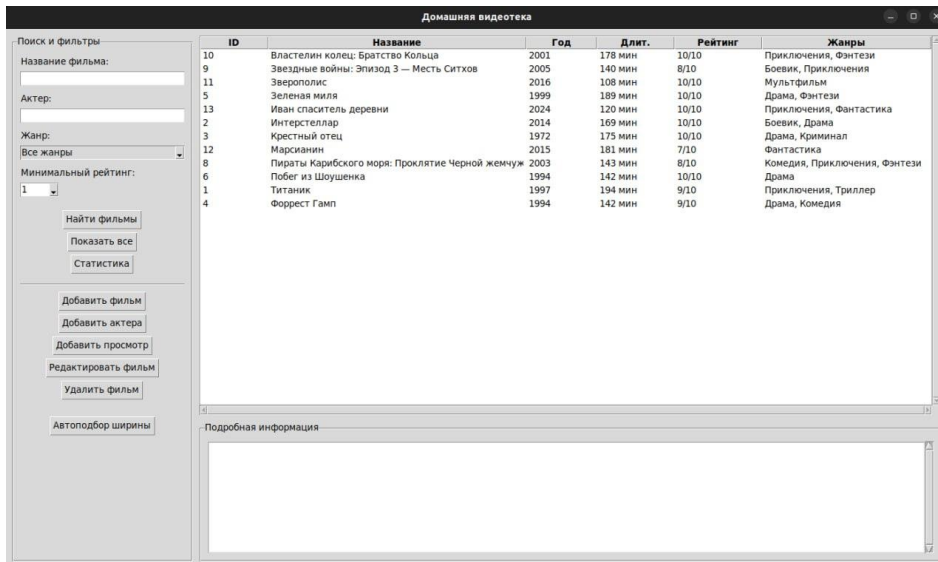 Домашняя видеотека
Поиск и фильтры
Название фильма:
Актер:
Жанр:
Все жанры
Минимальный рейтинг:
1
Найти фильмы
Показать все
Статистика
Добавить фильм
Добавить актера
Добавить просмотр
Редактировать фильм
Удалить фильм
Автоподбор ширины
ID Название Год Длит. Рейтинг Жанры
10 Властелин колец: Братство Кольца 2001 178 мин 10/10 Приключения, Фэнтези
9 Звездные войны: Эпизод 3 — Месть Ситхов 2005 140 мин 8/10 Боевик, Приключения
11 Зверополис 2016 108 мин 10/10 Мультфильм
5 Зеленая миля 1999 189 мин 10/10 Драма, Фэнтези
13 Иван спаситель деревни 2024 120 мин 10/10 Приключения, Фантастика
2 Интерстеллар 2014 169 мин 10/10 Боевик, Драма
3 Крестный отец 1972 175 мин 10/10 Драма, Криминал
12 Марсианин 2015 181 мин 7/10 Фантастика
8 Пираты Карибского моря: Проклятие Черной жемчуж 2003 143 мин 8/10 Комедия, Приключения, Фэнтези
6 Побег из Шоушенка 1994 142 мин 10/10 Драма
1 Титаник 1997 194 мин 9/10 Приключения, Триллер
4 Форрест Гамп 1994 142 мин 9/10 Драма, Комедия
Подробная информация